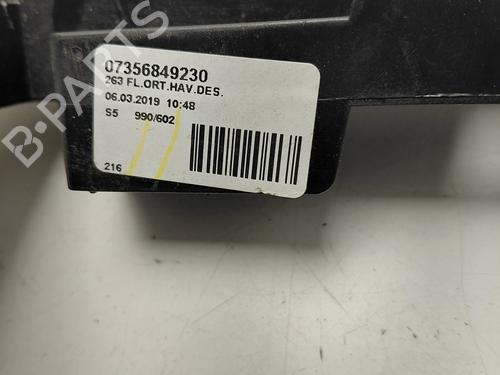 07356849230
263 FL.ORT.HAV.DES.
06.03.2019 10:48
S5 990/602
216
B-PARTS